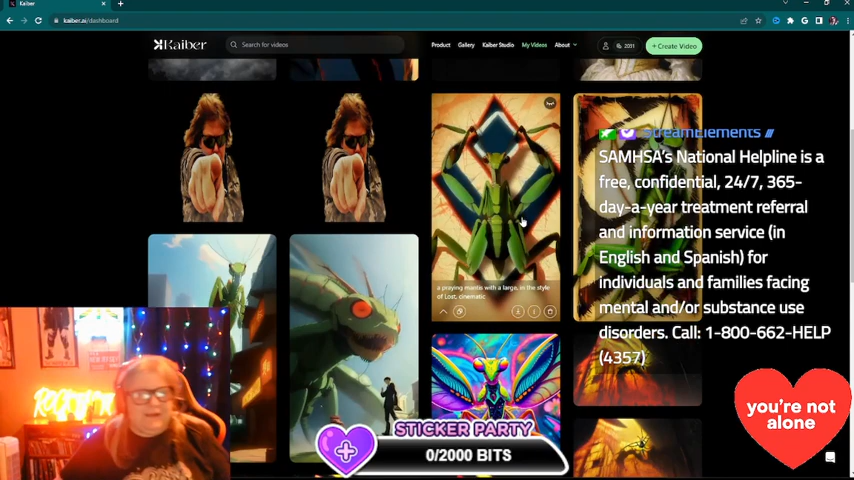 Kaiber
kaiber.ai/dashboard
Kaiber
Search for videos
Product
Gallery
Kaiber Studio
My Videos
About
2031
+ Create Video
StreamElements //
SAMHSA's National Helpline is a
free, confidential, 24/7, 365-
day-a-year treatment referral
and information service (in
English and Spanish) for
individuals and families facing
mental and/or substance use
disorders. Call: 1-800-662-HELP
(4357)
a praying mantis with a large, in the style
of Lost, cinematic
you're not
alone
STICKER PARTY
0/2000 BITS